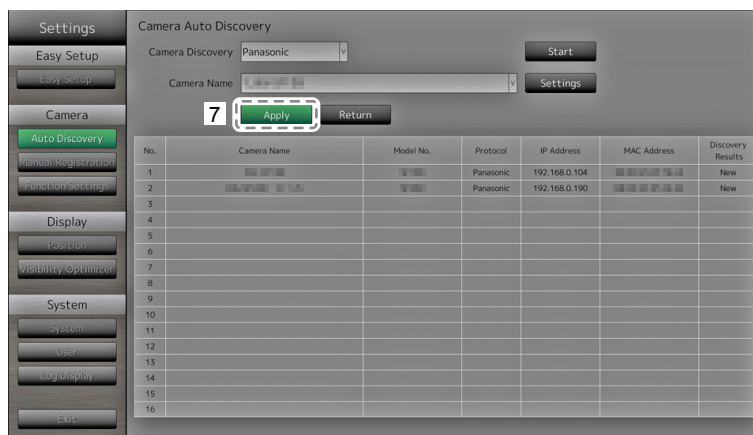 Settings
Easy Setup
Easy Setup
Camera
Auto Discovery
Manual Registration
Function Settings
Display
Position
Visibility Optimizer
System
System
User
Log Display
Exit
Camera Auto Discovery
Camera Discovery Panasonic v Start
Camera Name v Settings
7 Apply Return
No. Camera Name Model No. Protocol IP Address MAC Address Discovery Results
1 Panasonic 192.168.0.104 New
2 Panasonic 192.168.0.190 New
3
4
5
6
7
8
9
10
11
12
13
14
15
16